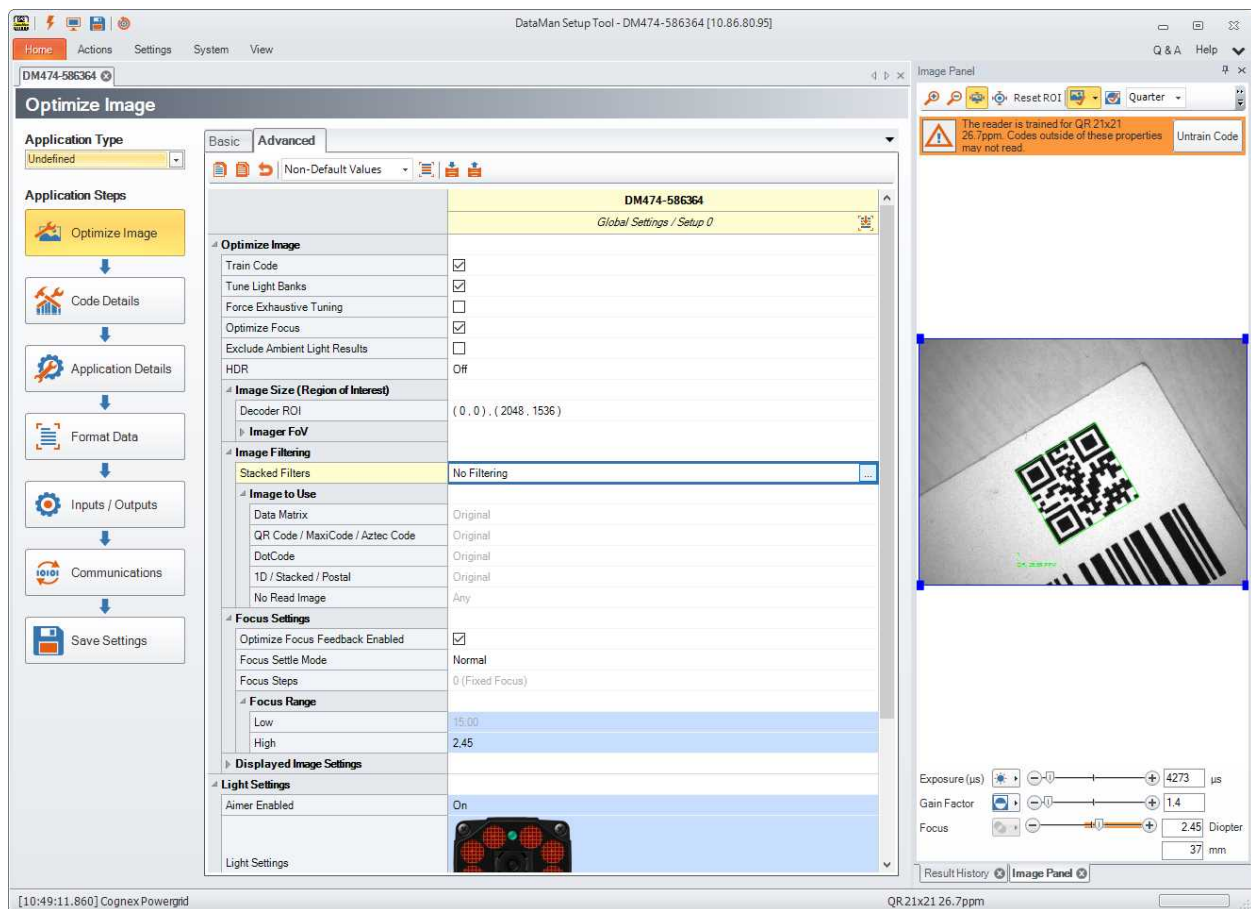 DataMan Setup Tool - DM474-586364 [10.86.80.95]
Home Actions Settings System View Q & A Help
DM474-586364
Optimize Image
Application Type
Undefined
Application Steps
Optimize Image
Code Details
Application Details
Format Data
Inputs / Outputs
Communications
Save Settings
Basic Advanced
Non-Default Values
DM474-586364
Global Settings / Setup 0
Optimize Image
Train Code
Tune Light Banks
Force Exhaustive Tuning
Optimize Focus
Exclude Ambient Light Results
HDR Off
Image Size (Region of Interest)
Decoder ROI ( 0 , 0 ) , ( 2048 , 1536 )
Imager FoV
Image Filtering
Stacked Filters No Filtering ...
Image to Use
Data Matrix Original
QR Code / MaxiCode / Aztec Code Original
DotCode Original
1D / Stacked / Postal Original
No Read Image Any
Focus Settings
Optimize Focus Feedback Enabled
Focus Settle Mode Normal
Focus Steps 0 (Fixed Focus)
Focus Range
Low 15.00
High 2,45
Displayed Image Settings
Light Settings
Aimer Enabled On
Light Settings
Image Panel
Reset ROI Quarter
The reader is trained for QR 21x21
26.7ppm. Codes outside of these properties
may not read.
Untrain Code
Exposure (µs) 4273 µs
Gain Factor 1.4
Focus 2.45 Diopter
37 mm
Result History Image Panel
[10:49:11.860] Cognex Powergrid QR 21x21 26.7ppm